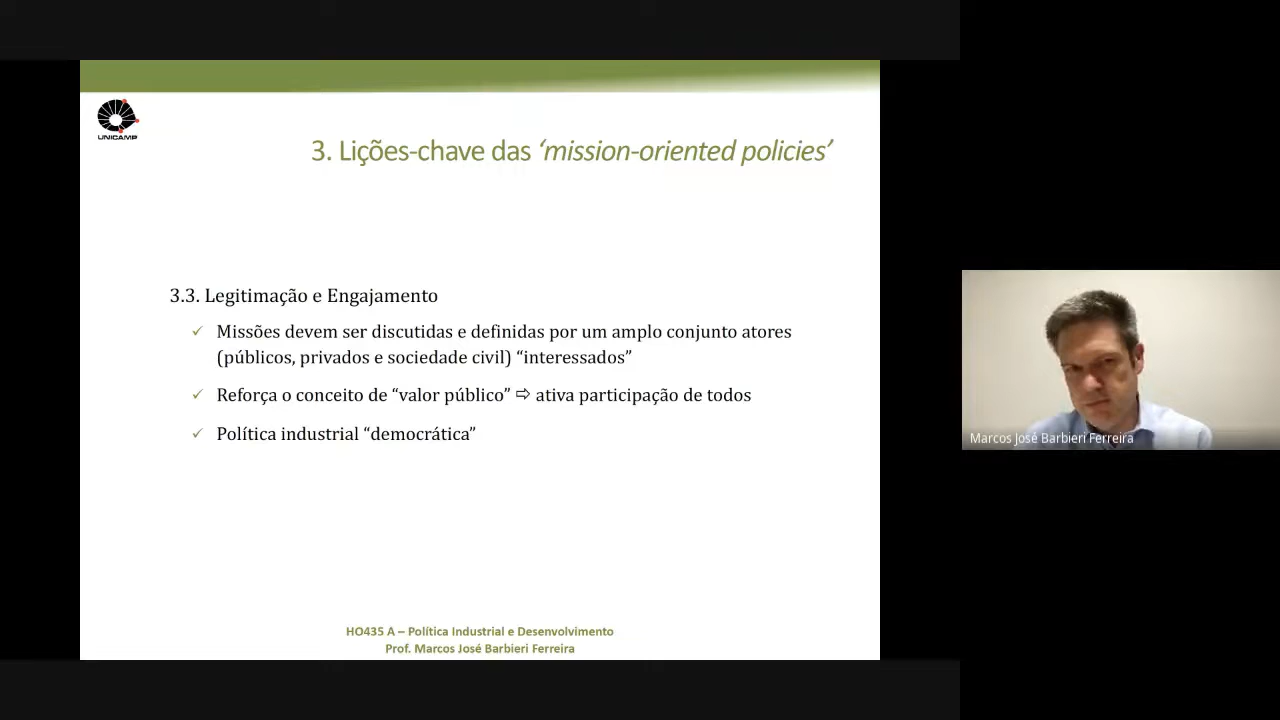 UNICAMP
3. Lições-chave das ‘mission-oriented policies’
3.3. Legitimação e Engajamento
✓ Missões devem ser discutidas e definidas por um amplo conjunto atores
(públicos, privados e sociedade civil) “interessados”
✓ Reforça o conceito de “valor público” ⇨ ativa participação de todos
✓ Política industrial “democrática”
Marcos José Barbieri Ferreira
HO435 A – Política Industrial e Desenvolvimento
Prof. Marcos José Barbieri Ferreira